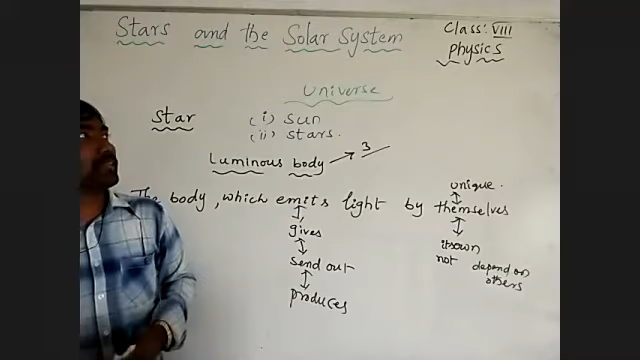 Stars and the Solar System
Class: VIII
Physics
Universe
Star
(i) Sun
(ii) Stars.
Luminous body → 3
unique.
The body, which emits light by themselves
gives
send out
produces
itsown
not depend on
others